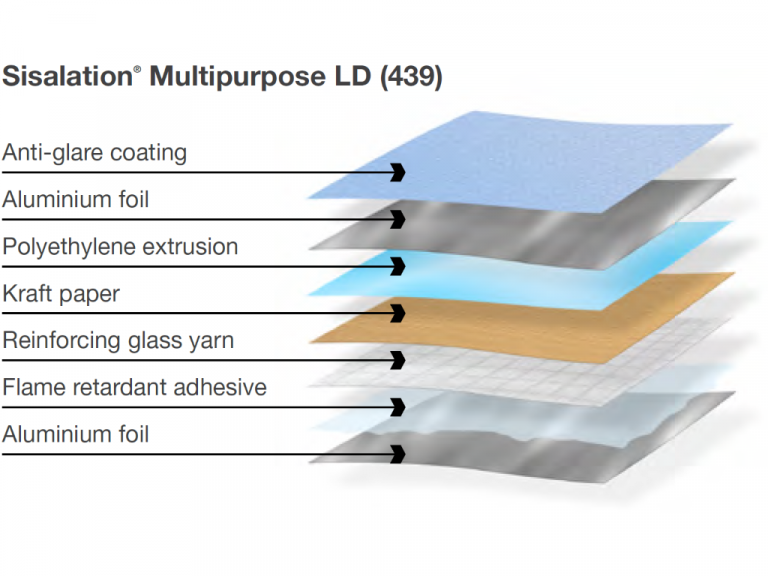 Sisalation® Multipurpose LD (439)
Anti-glare coating
Aluminium foil
Polyethylene extrusion
Kraft paper
Reinforcing glass yarn
Flame retardant adhesive
Aluminium foil